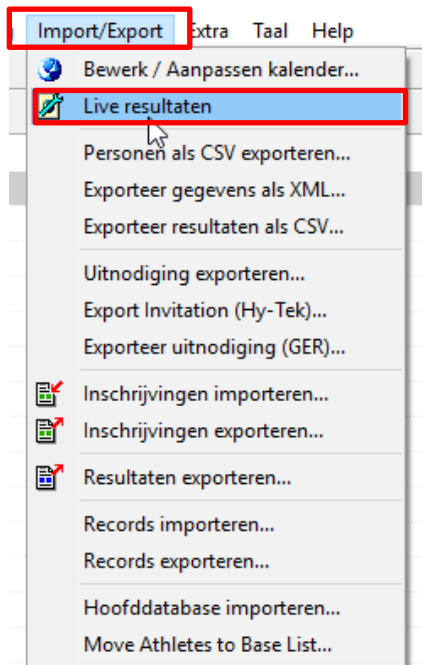 Import/Export Extra Taal Help
Bewerk / Aanpassen kalender...
Live resultaten
Personen als CSV exporteren...
Exporteer gegevens als XML...
Exporteer resultaten als CSV...
Uitnodiging exporteren...
Export Invitation (Hy-Tek)...
Exporteer uitnodiging (GER)...
Inschrijvingen importeren...
Inschrijvingen exporteren...
Resultaten exporteren...
Records importeren...
Records exporteren...
Hoofddatabase importeren...
Move Athletes to Base List...